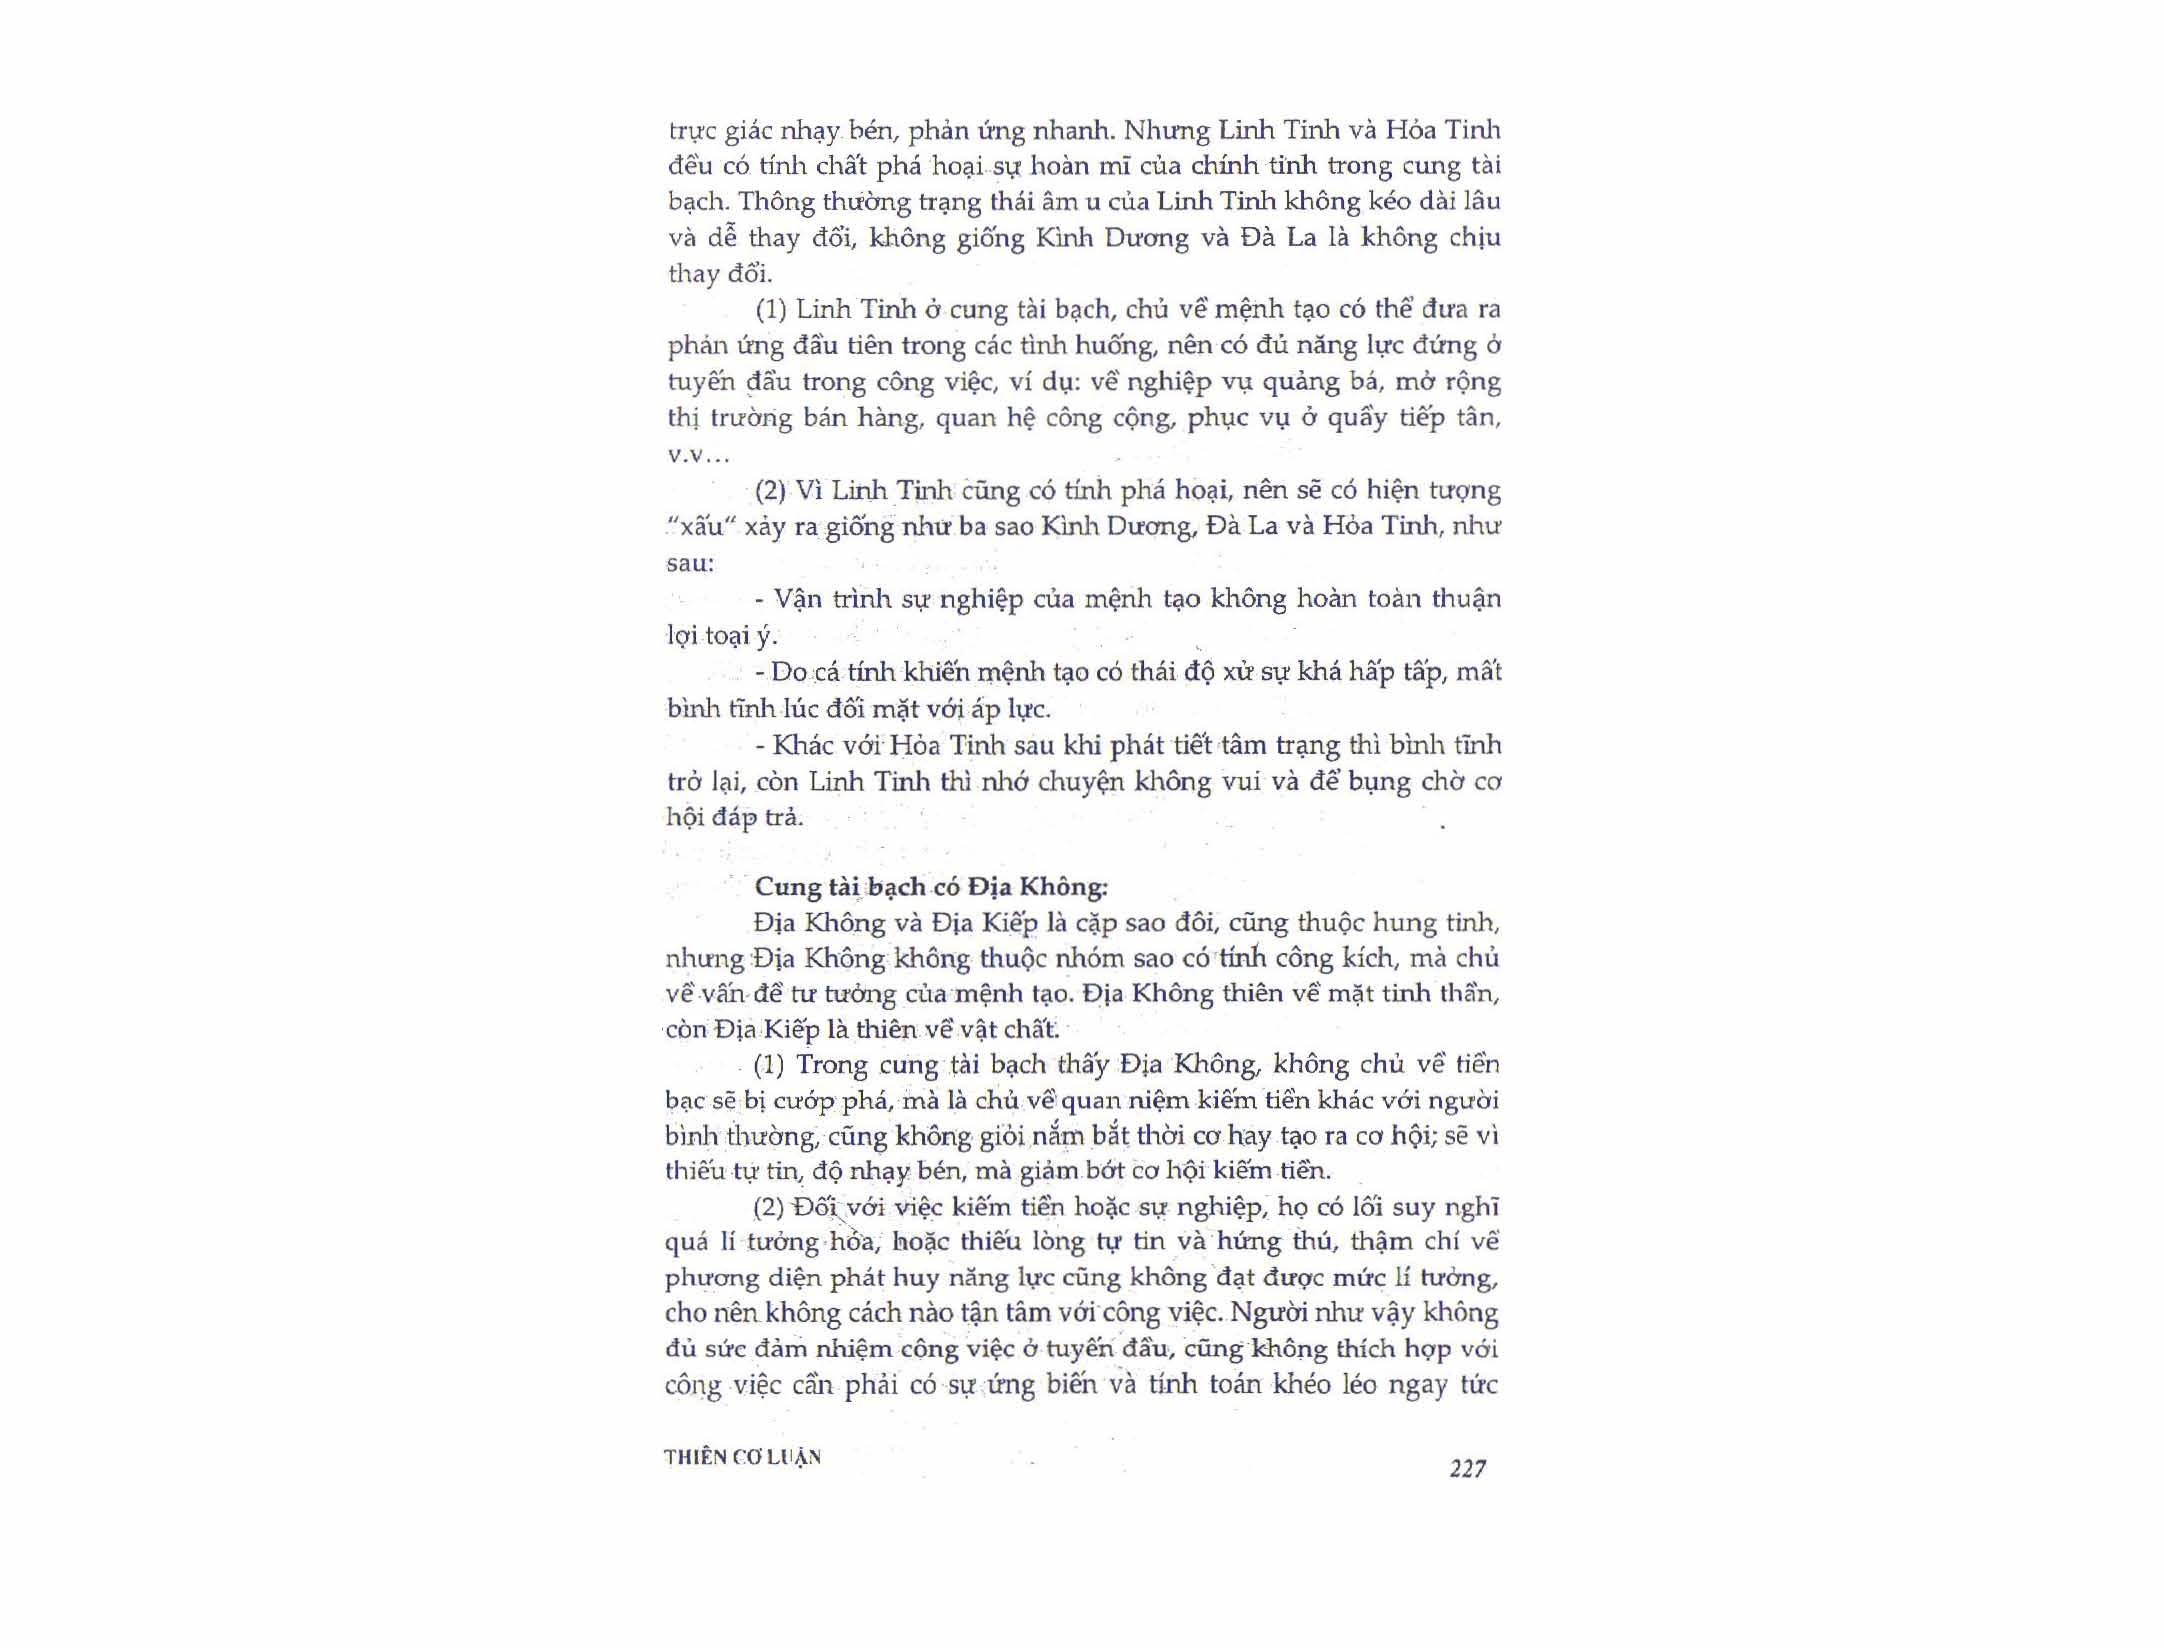 trực giác nhạy bén, phản ứng nhanh. Nhưng Linh Tinh và Hỏa Tinh
đều có tính chất phá hoại sự hoàn mĩ của chính tinh trong cung tài
bạch. Thông thường trạng thái âm u của Linh Tinh không kéo dài lâu
và dễ thay đổi, không giống Kình Dương và Đà La là không chịu
thay đổi.
(1) Linh Tinh ở cung tài bạch, chủ về mệnh tạo có thể đưa ra
phản ứng đầu tiên trong các tình huống, nên có đủ năng lực đứng ở
tuyến đầu trong công việc, ví dụ: về nghiệp vụ quảng bá, mở rộng
thị trường bán hàng, quan hệ công cộng, phục vụ ở quầy tiếp tân,
v.v...
(2) Vì Linh Tinh cũng có tính phá hoại, nên sẽ có hiện tượng
"xấu" xảy ra giống như ba sao Kình Dương, Đà La và Hỏa Tinh, như
sau:
- Vận trình sự nghiệp của mệnh tạo không hoàn toàn thuận
lợi toại ý.
- Do cá tính khiến mệnh tạo có thái độ xử sự khá hấp tấp, mất
bình tĩnh lúc đối mặt với áp lực.
- Khác với Hỏa Tinh sau khi phát tiết tâm trạng thì bình tĩnh
trở lại, còn Linh Tinh thì nhớ chuyện không vui và để bụng chờ cơ
hội đáp trả.
Cung tài bạch có Địa Không:
Địa Không và Địa Kiếp là cặp sao đôi, cũng thuộc hung tinh,
nhưng Địa Không không thuộc nhóm sao có tính công kích, mà chủ
về vấn đề tư tưởng của mệnh tạo. Địa Không thiên về mặt tinh thần,
còn Địa Kiếp là thiên về vật chất.
(1) Trong cung tài bạch thấy Địa Không, không chủ về tiền
bạc sẽ bị cướp phá, mà là chủ về quan niệm kiếm tiền khác với người
bình thường, cũng không giỏi nắm bắt thời cơ hay tạo ra cơ hội; sẽ vì
thiếu tự tin, độ nhạy bén, mà giảm bớt cơ hội kiếm tiền.
(2) Đối với việc kiếm tiền hoặc sự nghiệp, họ có lối suy nghĩ
quá lí tưởng hóa, hoặc thiếu lòng tự tin và hứng thú, thậm chí về
phương diện phát huy năng lực cũng không đạt được mức lí tưởng,
cho nên không cách nào tận tâm với công việc. Người như vậy không
đủ sức đảm nhiệm công việc ở tuyến đầu, cũng không thích hợp với
công việc cần phải có sự ứng biến và tính toán khéo léo ngay tức
THIÊN CƠ LUẬN
227